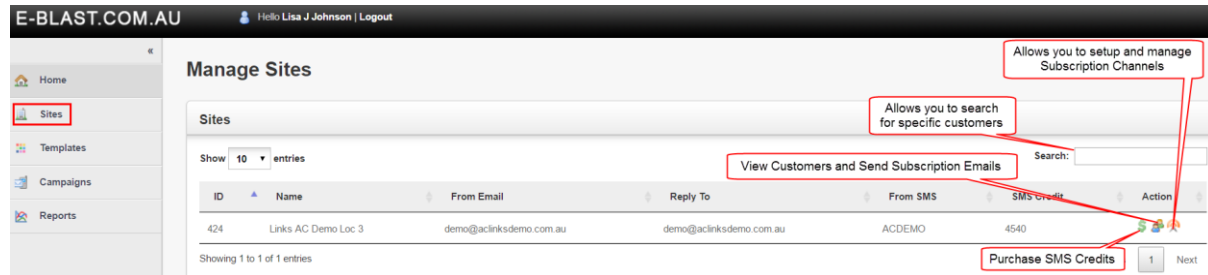 E-BLAST.COM.AU
Hello Lisa J Johnson | Logout
«
Home
Sites
Templates
Campaigns
Reports
Manage Sites
Allows you to setup and manage
Subscription Channels
Sites
Allows you to search
for specific customers
Show 10 entries
Search:
View Customers and Send Subscription Emails
ID Name From Email Reply To From SMS SMS Credit Action
424 Links AC Demo Loc 3 demo@aclinksdemo.com.au demo@aclinksdemo.com.au ACDEMO 4540
Showing 1 to 1 of 1 entries
Purchase SMS Credits
1 Next